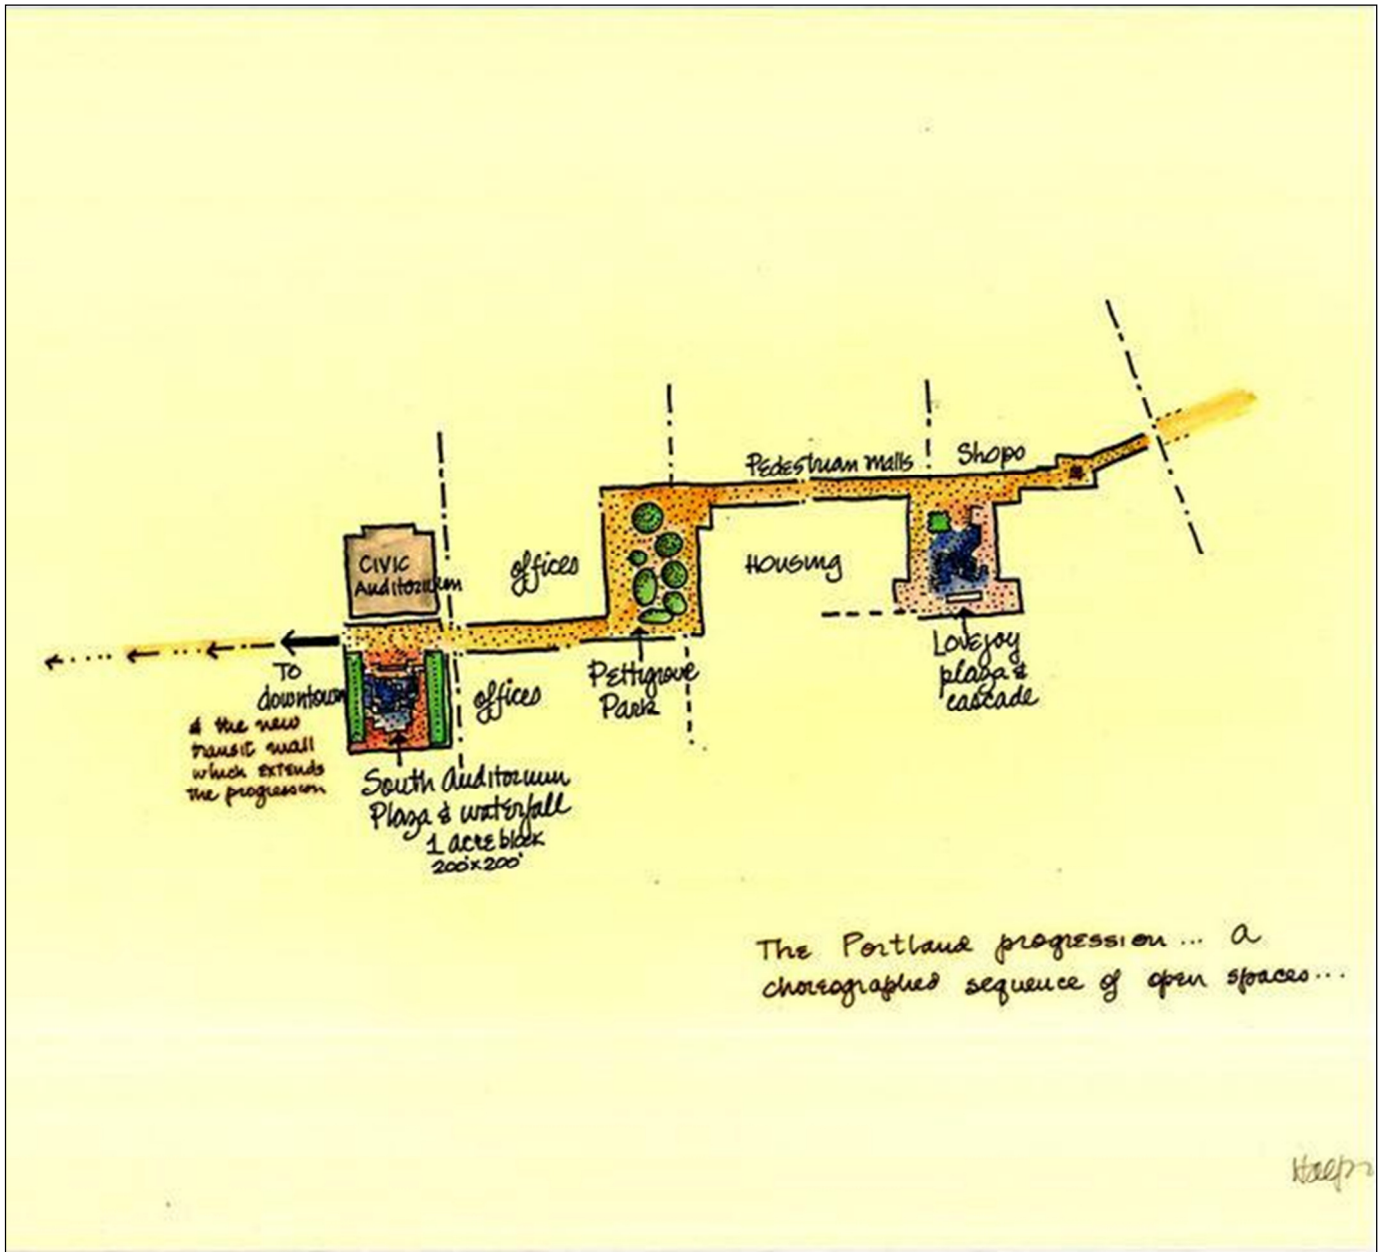 Pedestrian malls
Shops
CIVIC
Auditorium
offices
Housing
To
downtown
& the new
transit mall
which extends
the progression
offices
Pettigrove
Park
Lovejoy
plaza &
cascade
South Auditorium
Plaza & waterfall
1 acre block
200'x200'
The Portland progression... a
choreographed sequence of open spaces...